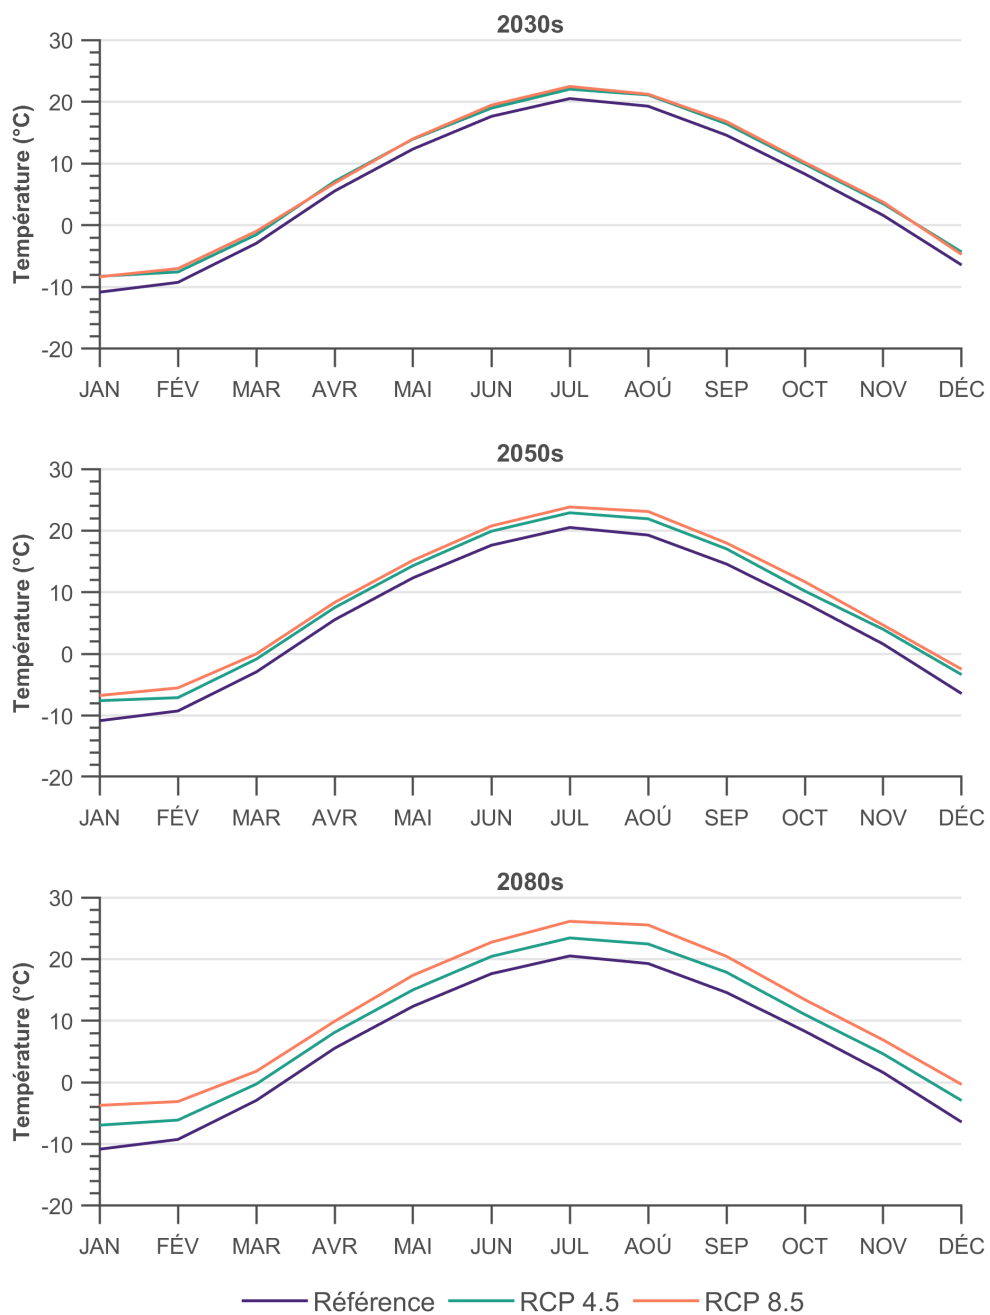 2030s
Température (°C)
30
20
10
0
-10
-20
JAN FÉV MAR AVR MAI JUN JUL AOÚ SEP OCT NOV DÉC
2050s
Température (°C)
30
20
10
0
-10
-20
JAN FÉV MAR AVR MAI JUN JUL AOÚ SEP OCT NOV DÉC
2080s
Température (°C)
30
20
10
0
-10
-20
JAN FÉV MAR AVR MAI JUN JUL AOÚ SEP OCT NOV DÉC
Référence RCP 4.5 RCP 8.5